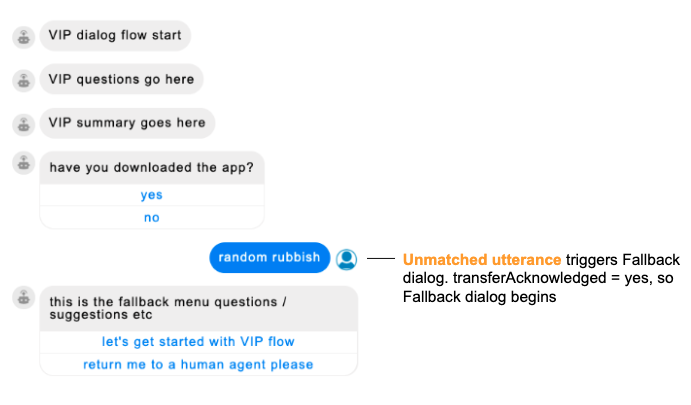 VIP dialog flow start
VIP questions go here
VIP summary goes here
have you downloaded the app?
yes
no
random rubbish
Unmatched utterance triggers Fallback
dialog. transferAcknowledged = yes, so
Fallback dialog begins
this is the fallback menu questions /
suggestions etc
let's get started with VIP flow
return me to a human agent please